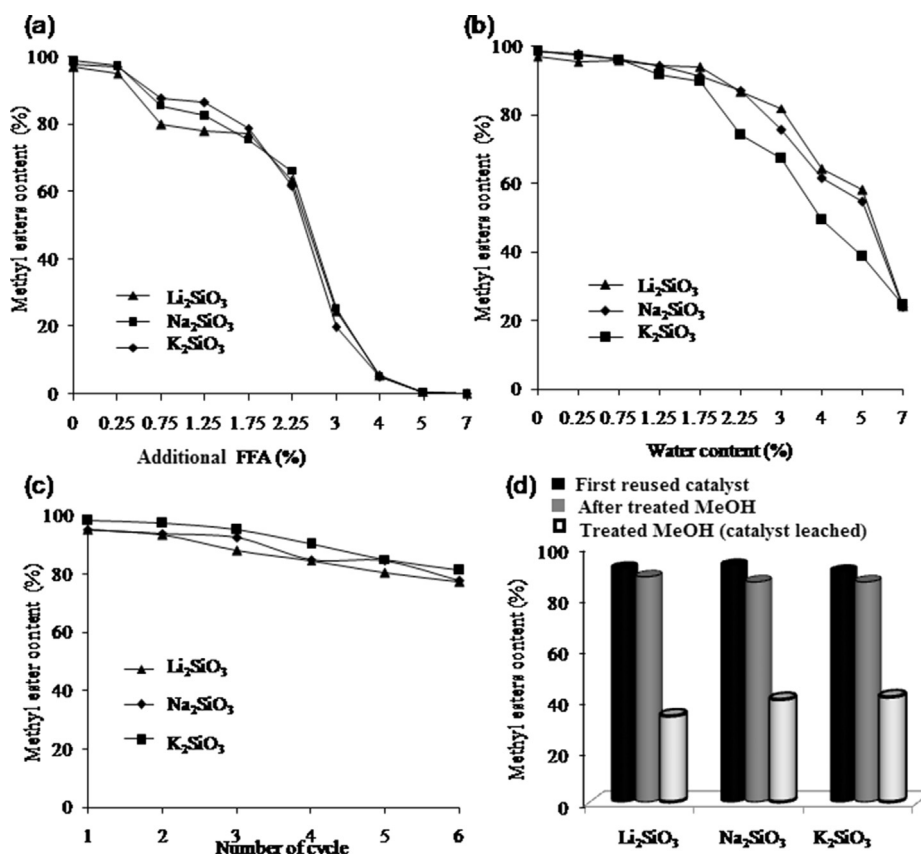 (a)
Methyl esters content (%)
100
80
60
40
20
0
Li₂SiO₃
Na₂SiO₃
K₂SiO₃
0 0.25 0.75 1.25 1.75 2.25 3 4 5 7
Additional FFA (%)
(b)
Methyl esters content (%)
100
80
60
40
20
0
Li₂SiO₃
Na₂SiO₃
K₂SiO₃
0 0.25 0.75 1.25 1.75 2.25 3 4 5 7
Water content (%)
(c)
Methyl ester content (%)
100
80
60
40
20
0
Li₂SiO₃
Na₂SiO₃
K₂SiO₃
1 2 3 4 5 6
Number of cycle
(d)
First reused catalyst
After treated MeOH
Treated MeOH (catalyst leached)
Methyl esters content (%)
100
80
60
40
20
0
Li₂SiO₃ Na₂SiO₃ K₂SiO₃